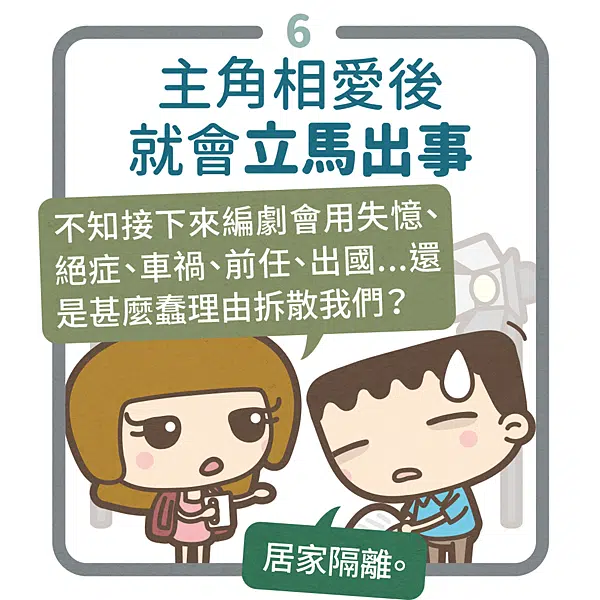 6
主角相愛後
就會立馬出事
不知接下來編劇會用失憶、
絕症、車禍、前任、出國...還
是甚麼蠢理由拆散我們？
居家隔離。